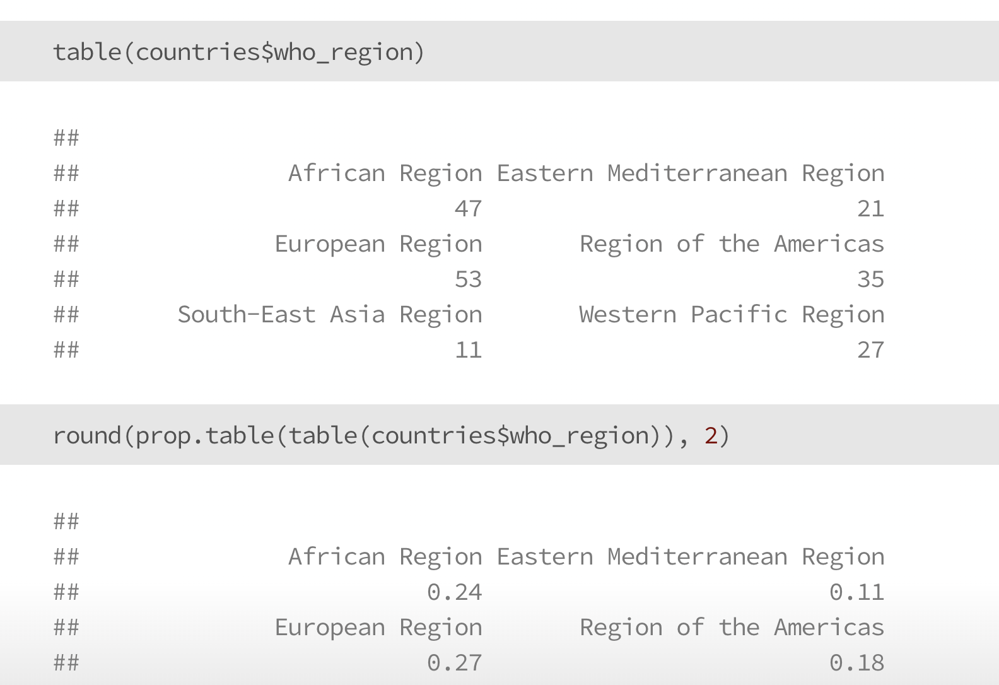 table(countries$who_region)
##
## African Region Eastern Mediterranean Region
## 47 21
## European Region Region of the Americas
## 53 35
## South-East Asia Region Western Pacific Region
## 11 27
round(prop.table(table(countries$who_region)), 2)
##
## African Region Eastern Mediterranean Region
## 0.24 0.11
## European Region Region of the Americas
## 0.27 0.18